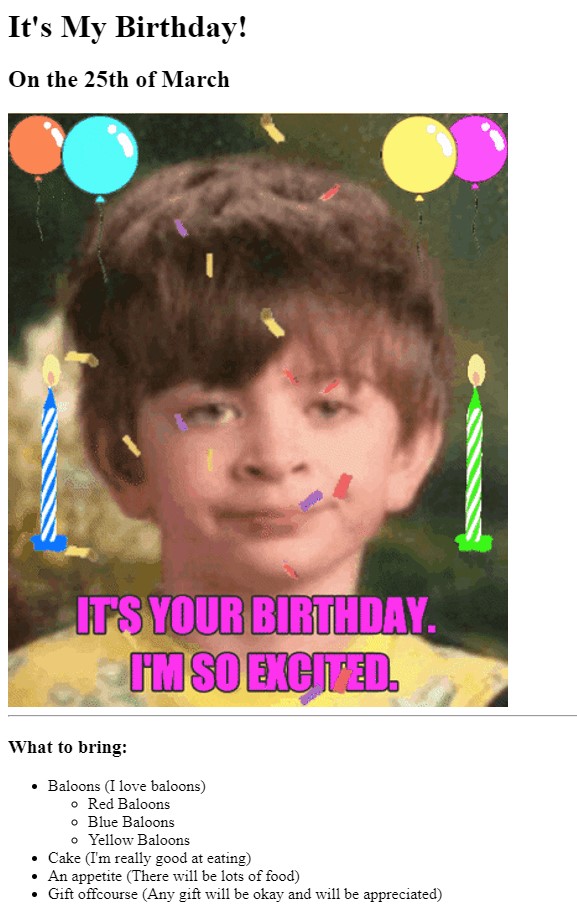 It's My Birthday!
On the 25th of March
IT'S YOUR BIRTHDAY.
I'M SO EXCITED.
What to bring:
Baloons (I love baloons)
Red Baloons
Blue Baloons
Yellow Baloons
Cake (I'm really good at eating)
An appetite (There will be lots of food)
Gift offcourse (Any gift will be okay and will be appreciated)